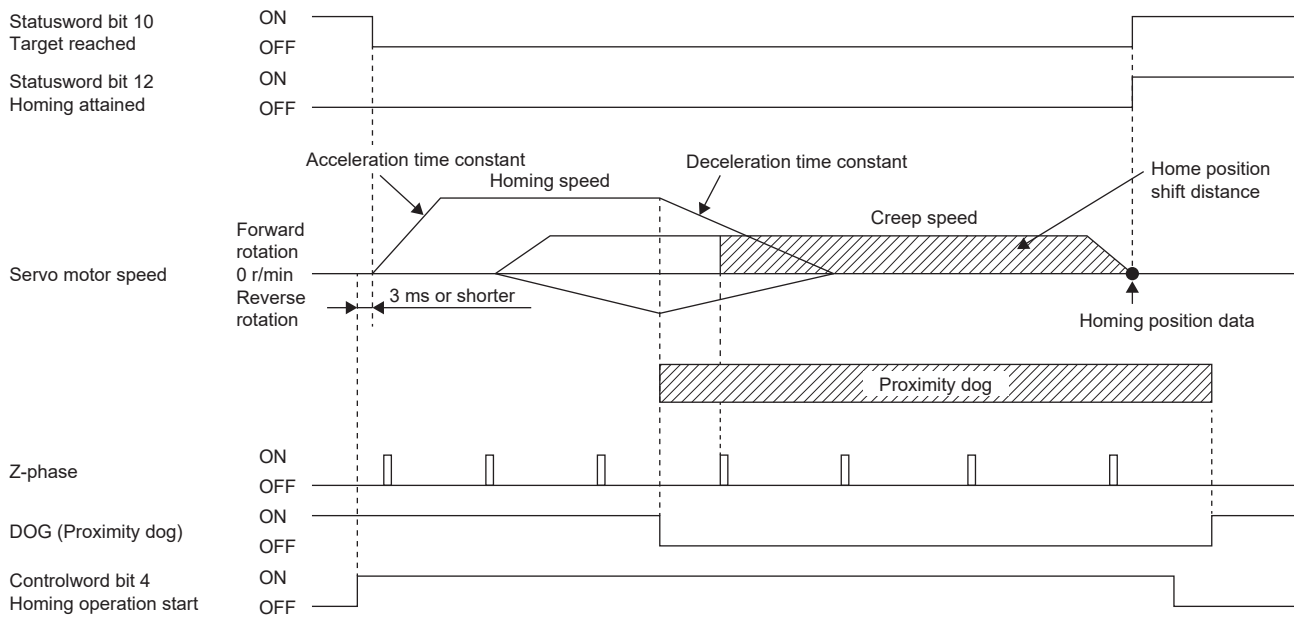 Statusword bit 10
Target reached
ON
OFF
Statusword bit 12
Homing attained
ON
OFF
Acceleration time constant
Homing speed
Deceleration time constant
Home position
shift distance
Creep speed
Forward
rotation
Servo motor speed
0 r/min
Reverse
rotation
3 ms or shorter
Homing position data
Proximity dog
Z-phase
ON
OFF
DOG (Proximity dog)
ON
OFF
Controlword bit 4
Homing operation start
ON
OFF